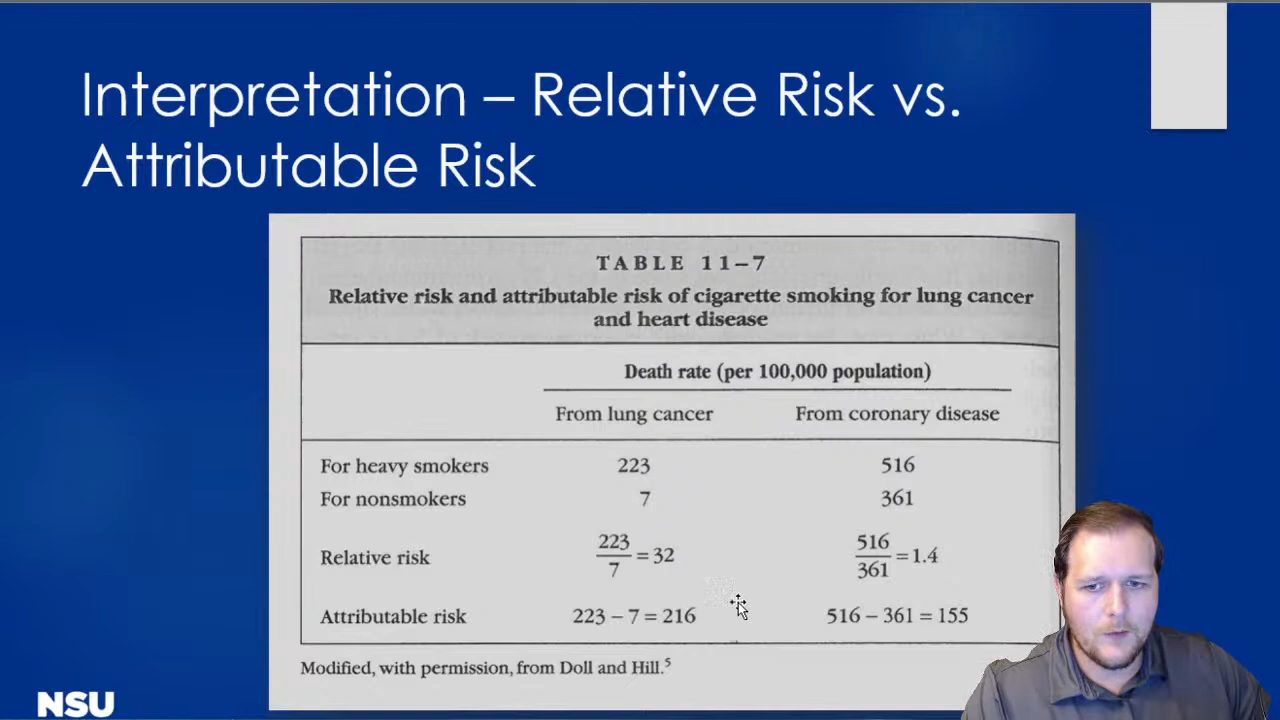 Interpretation – Relative Risk vs.
Attributable Risk
TABLE 11–7
Relative risk and attributable risk of cigarette smoking for lung cancer
and heart disease
Death rate (per 100,000 population)
From lung cancer From coronary disease
For heavy smokers 223 516
For nonsmokers 7 361
Relative risk 223/7 = 32 516/361 = 1.4
Attributable risk 223 – 7 = 216 516 – 361 = 155
Modified, with permission, from Doll and Hill.⁵
NSU